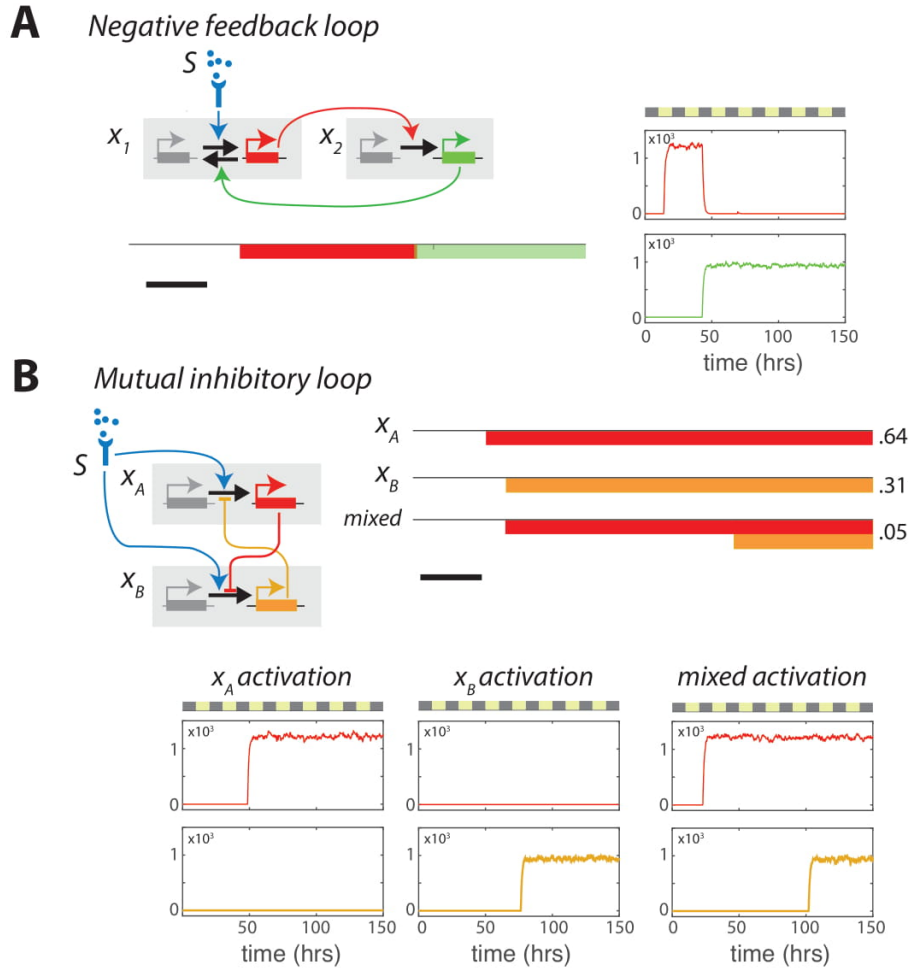 A
Negative feedback loop
S
x1
x2
x10³
1
0
x10³
1
0
0 50 100 150
time (hrs)
B
Mutual inhibitory loop
S
xA
xB
xA .64
xB .31
mixed .05
xA activation
xB activation
mixed activation
x10³
1
0
x10³
1
0
x10³
1
0
x10³
1
0
x10³
1
0
x10³
1
0
50 100 150
0 50 100 150
0 50 100 150
time (hrs)
time (hrs)
time (hrs)